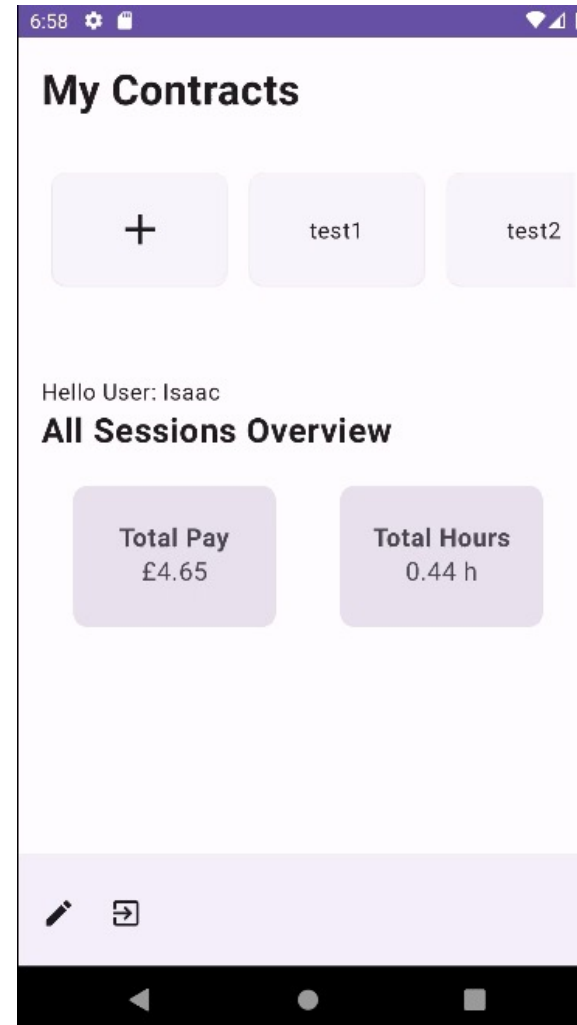 6:58
My Contracts
+
test1
test2
Hello User: Isaac
All Sessions Overview
Total Pay
£4.65
Total Hours
0.44 h